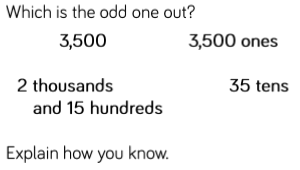 Which is the odd one out?
3,500 3,500 ones
2 thousands 35 tens
and 15 hundreds
Explain how you know.